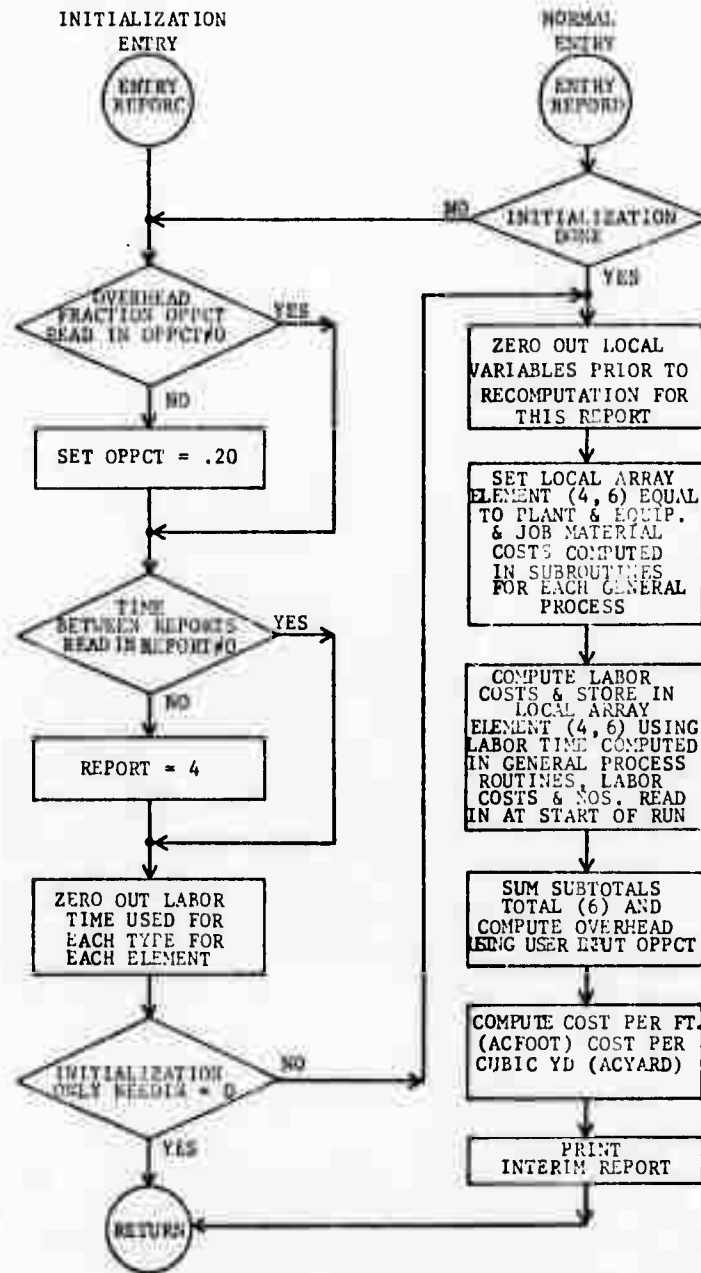 INITIALIZATION
ENTRY
ENTRY
REPORC
NORMAL
ENTRY
ENTRY
REPORD
INITIALIZATION
DONE
NO
YES
OVERHEAD
FRACTION OPPCT
READ IN OPPCT≠0
YES
NO
SET OPPCT = .20
TIME
BETWEEN REPORTS
READ IN REPORT≠0
YES
NO
REPORT = 4
ZERO OUT LABOR
TIME USED FOR
EACH TYPE FOR
EACH ELEMENT
INITIALIZATION
ONLY NEEDIN = 0
NO
YES
RETURN
ZERO OUT LOCAL
VARIABLES PRIOR TO
RECOMPUTATION FOR
THIS REPORT
SET LOCAL ARRAY
ELEMENT (4,6) EQUAL
TO PLANT & EQUIP.
& JOB MATERIAL
COSTS COMPUTED
IN SUBROUTINES
FOR EACH GENERAL
PROCESS
COMPUTE LABOR
COSTS & STORE IN
LOCAL ARRAY
ELEMENT (4,6) USING
LABOR TIME COMPUTED
IN GENERAL PROCESS
ROUTINES, LABOR
COSTS & NOS. READ
IN AT START OF RUN
SUM SUBTOTALS
TOTAL (6) AND
COMPUTE OVERHEAD
USING USER INPUT OPPCT
COMPUTE COST PER FT.
(ACFOOT) COST PER
CUBIC YD (ACYARD)
PRINT
INTERIM REPORT